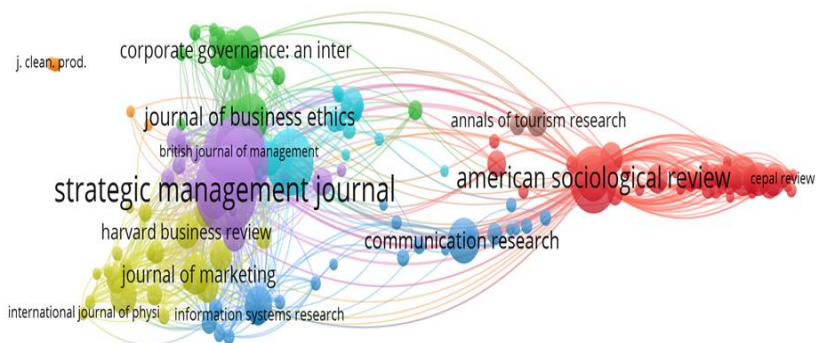 corporate governance: an inter
j. clean. prod.
journal of business ethics
annals of tourism research
british journal of management
strategic management journal
american sociological review
cepal review
harvard business review
communication research
journal of marketing
international journal of physi
information systems research